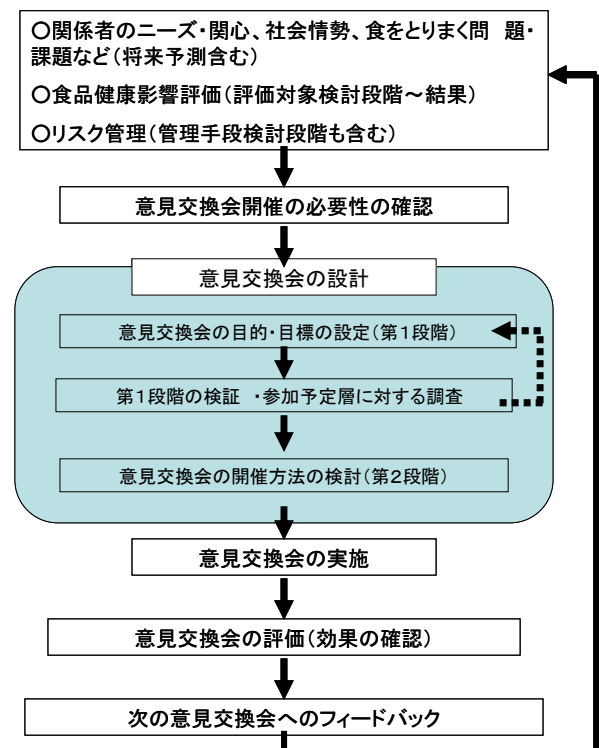 〇関係者のニーズ・関心、社会情勢、食をとりまく問　題・
課題など（将来予測含む）
〇食品健康影響評価（評価対象検討段階～結果）
〇リスク管理（管理手段検討段階も含む）
意見交換会開催の必要性の確認
意見交換会の設計
意見交換会の目的・目標の設定（第１段階）
第１段階の検証　・参加予定層に対する調査
意見交換会の開催方法の検討（第２段階）
意見交換会の実施
意見交換会の評価（効果の確認）
次の意見交換会へのフィードバック